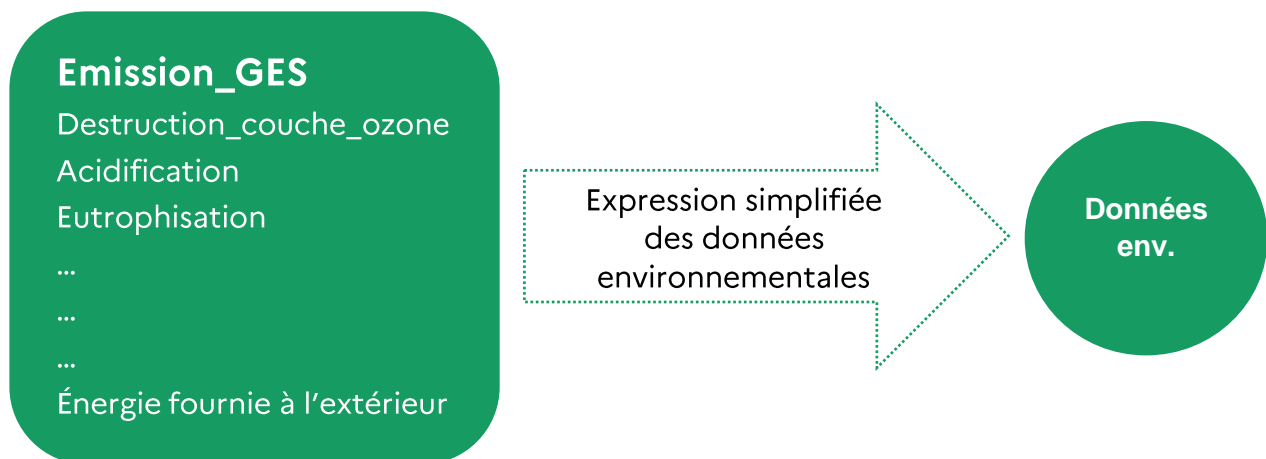 Emission_GES
Destruction_couche_ozone
Acidification
Eutrophisation
...
...
...
Énergie fournie à l'extérieur
Expression simplifiée
des données
environnementales
Données
env.